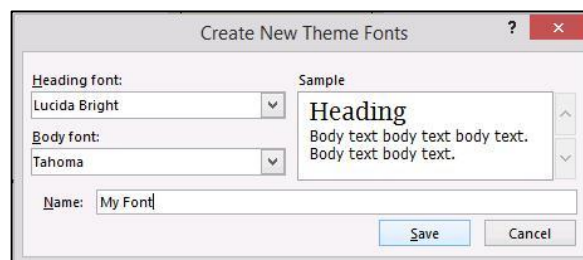 Create New Theme Fonts
?
×
Heading font:
Lucida Bright
Body font:
Tahoma
Sample
Heading
Body text body text body text.
Body text body text.
Name:
My Font
Save
Cancel